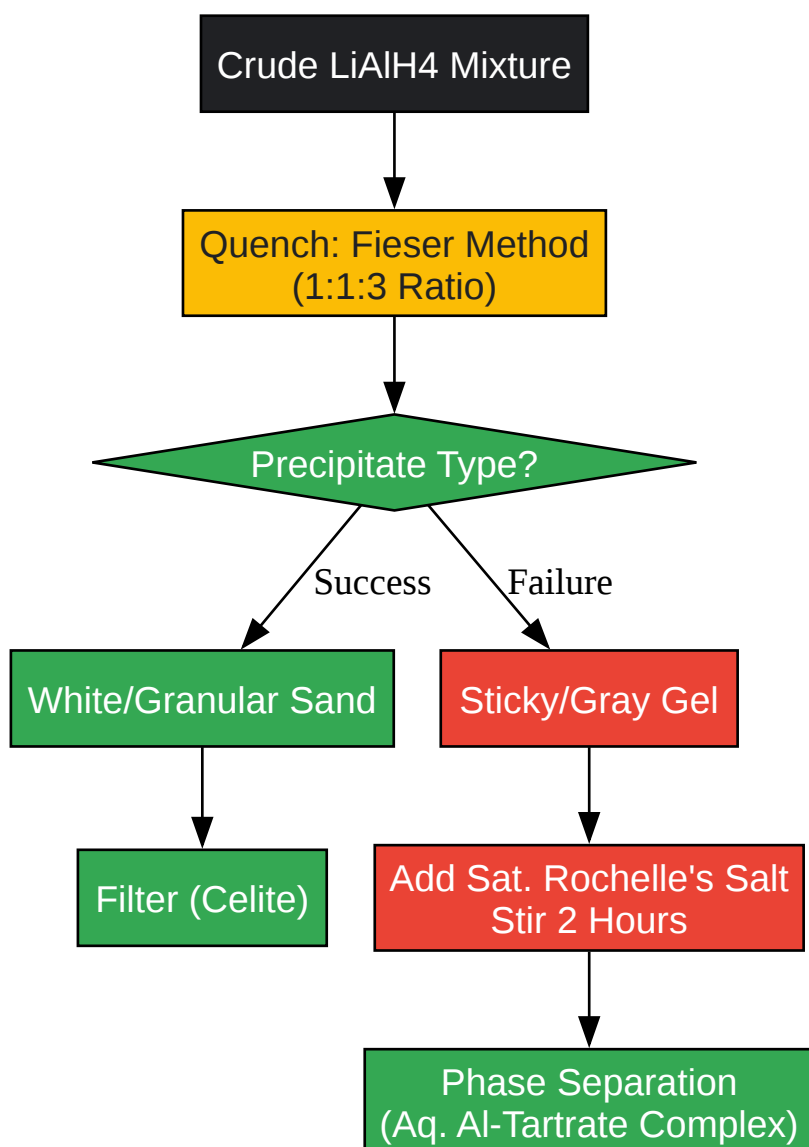 Crude LiAlH4 Mixture
Quench: Fieser Method
(1:1:3 Ratio)
Precipitate Type?
Success
Failure
White/Granular Sand
Sticky/Gray Gel
Filter (Celite)
Add Sat. Rochelle's Salt
Stir 2 Hours
Phase Separation
(Aq. Al-Tartrate Complex)